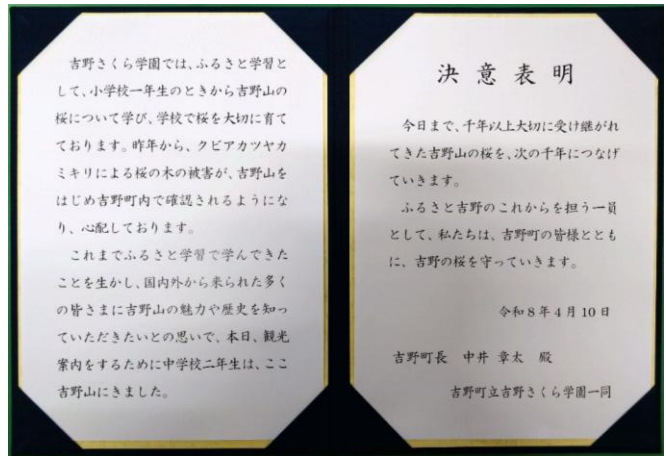 吉野さくら学園では、ふるさと学習と
して、小学校一年生のときから吉野山の
桜について学び、学校で桜を大切に育て
ております。昨年から、クビアカツヤカ
ミキリによる桜の木の被害が、吉野山を
はじめ吉野町内で確認されるようにな
り、心配しております。
これまでふるさと学習で学んできた
ことを生かし、国内外から来られた多く
の皆さまに吉野山の魅力や歴史を知っ
ていただきたいとの思いで、本日、観光
案内をするために中学校二年生は、ここ
吉野山にきました。
決意表明
今日まで、千年以上大切に受け継がれ
てきた吉野山の桜を、次の千年につなげ
ていきます。
ふるさと吉野のこれからを担う一員
として、私たちは、吉野町の皆様ととも
に、吉野の桜を守っていきます。
令和8年4月10日
吉野町長 中井 章太 殿
吉野町立吉野さくら学園一同